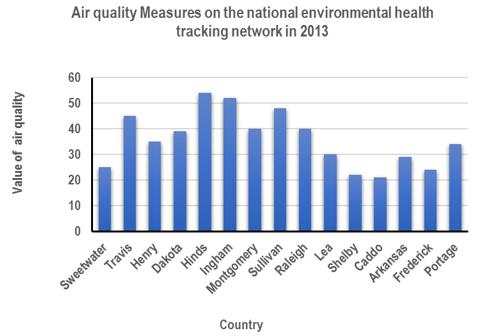 Air quality Measures on the national environmental health
tracking network in 2013
Value of air quality
60
50
40
30
20
10
0
Sweetwater
Travis
Henry
Dakota
Hinds
Ingham
Montgomery
Sullivan
Raleigh
Lea
Shelby
Caddo
Arkansas
Frederick
Portage
Country